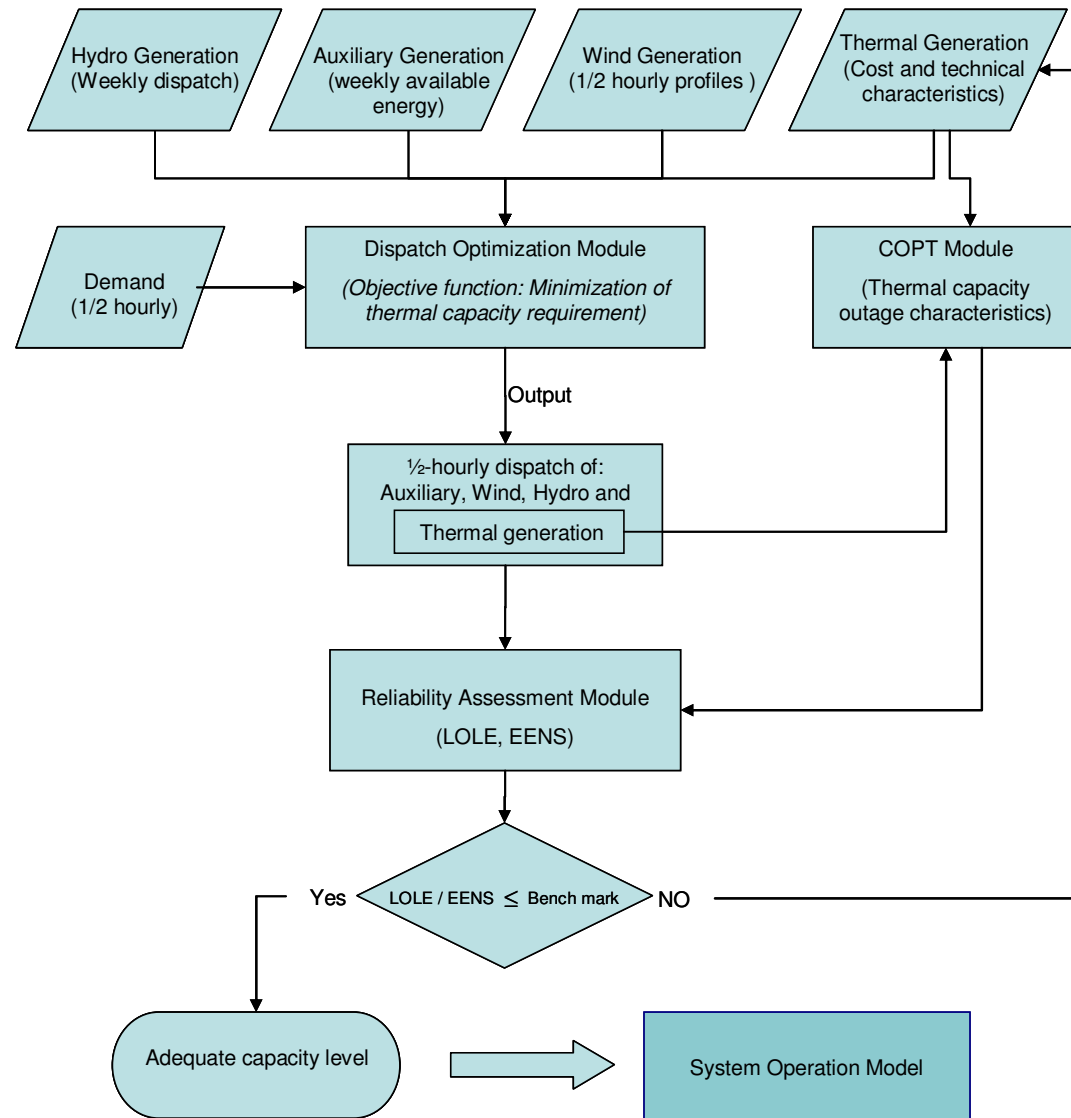 Hydro Generation
(Weekly dispatch)
Auxiliary Generation
(weekly available
energy)
Wind Generation
(1/2 hourly profiles )
Thermal Generation
(Cost and technical
characteristics)
Demand
(1/2 hourly)
Dispatch Optimization Module
(Objective function: Minimization of
thermal capacity requirement)
COPT Module
(Thermal capacity
outage characteristics)
Output
½-hourly dispatch of:
Auxiliary, Wind, Hydro and
Thermal generation
Reliability Assessment Module
(LOLE, EENS)
Yes
LOLE / EENS ≤ Bench mark
NO
Adequate capacity level
System Operation Model